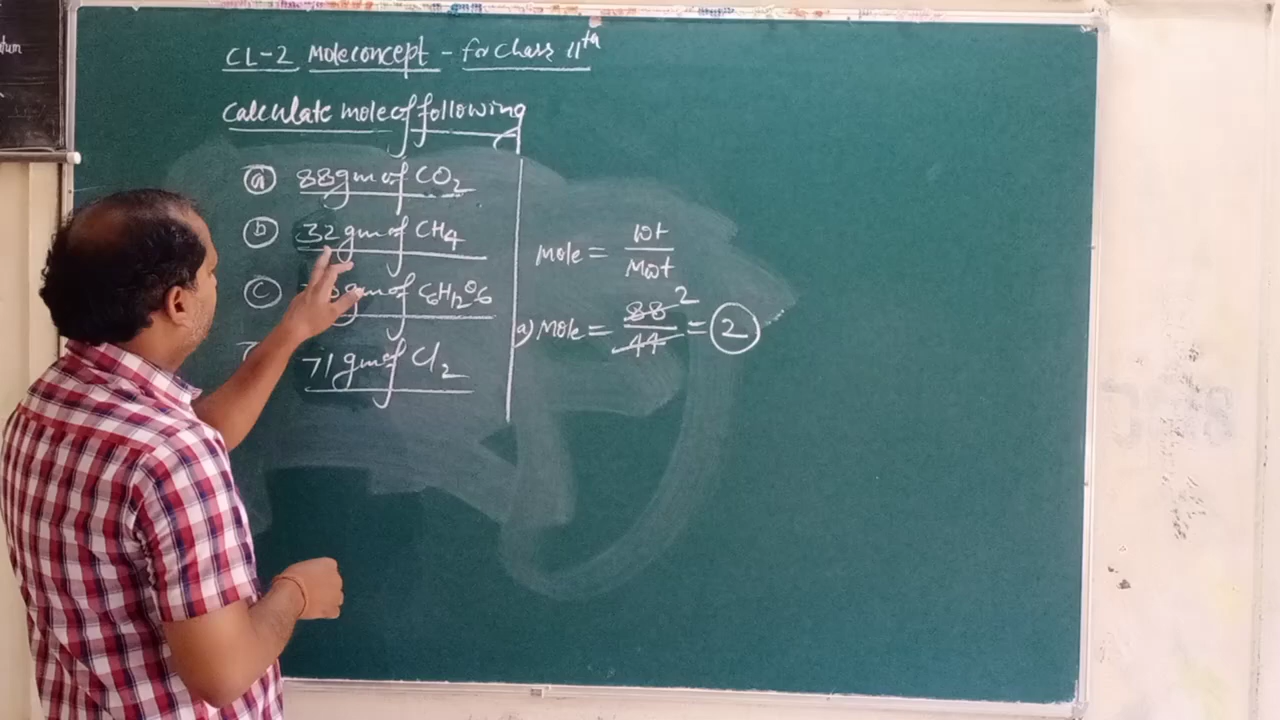 CL-2 Moleconcept - for Class 11th
Calculate mole of following
(a) 88gm of CO2
(b) 32gm of CH4
(c) gm of C6H12O6
71gm of Cl2
mole = wt / Mwt
a) Mole = 88 2 / 44 = 2